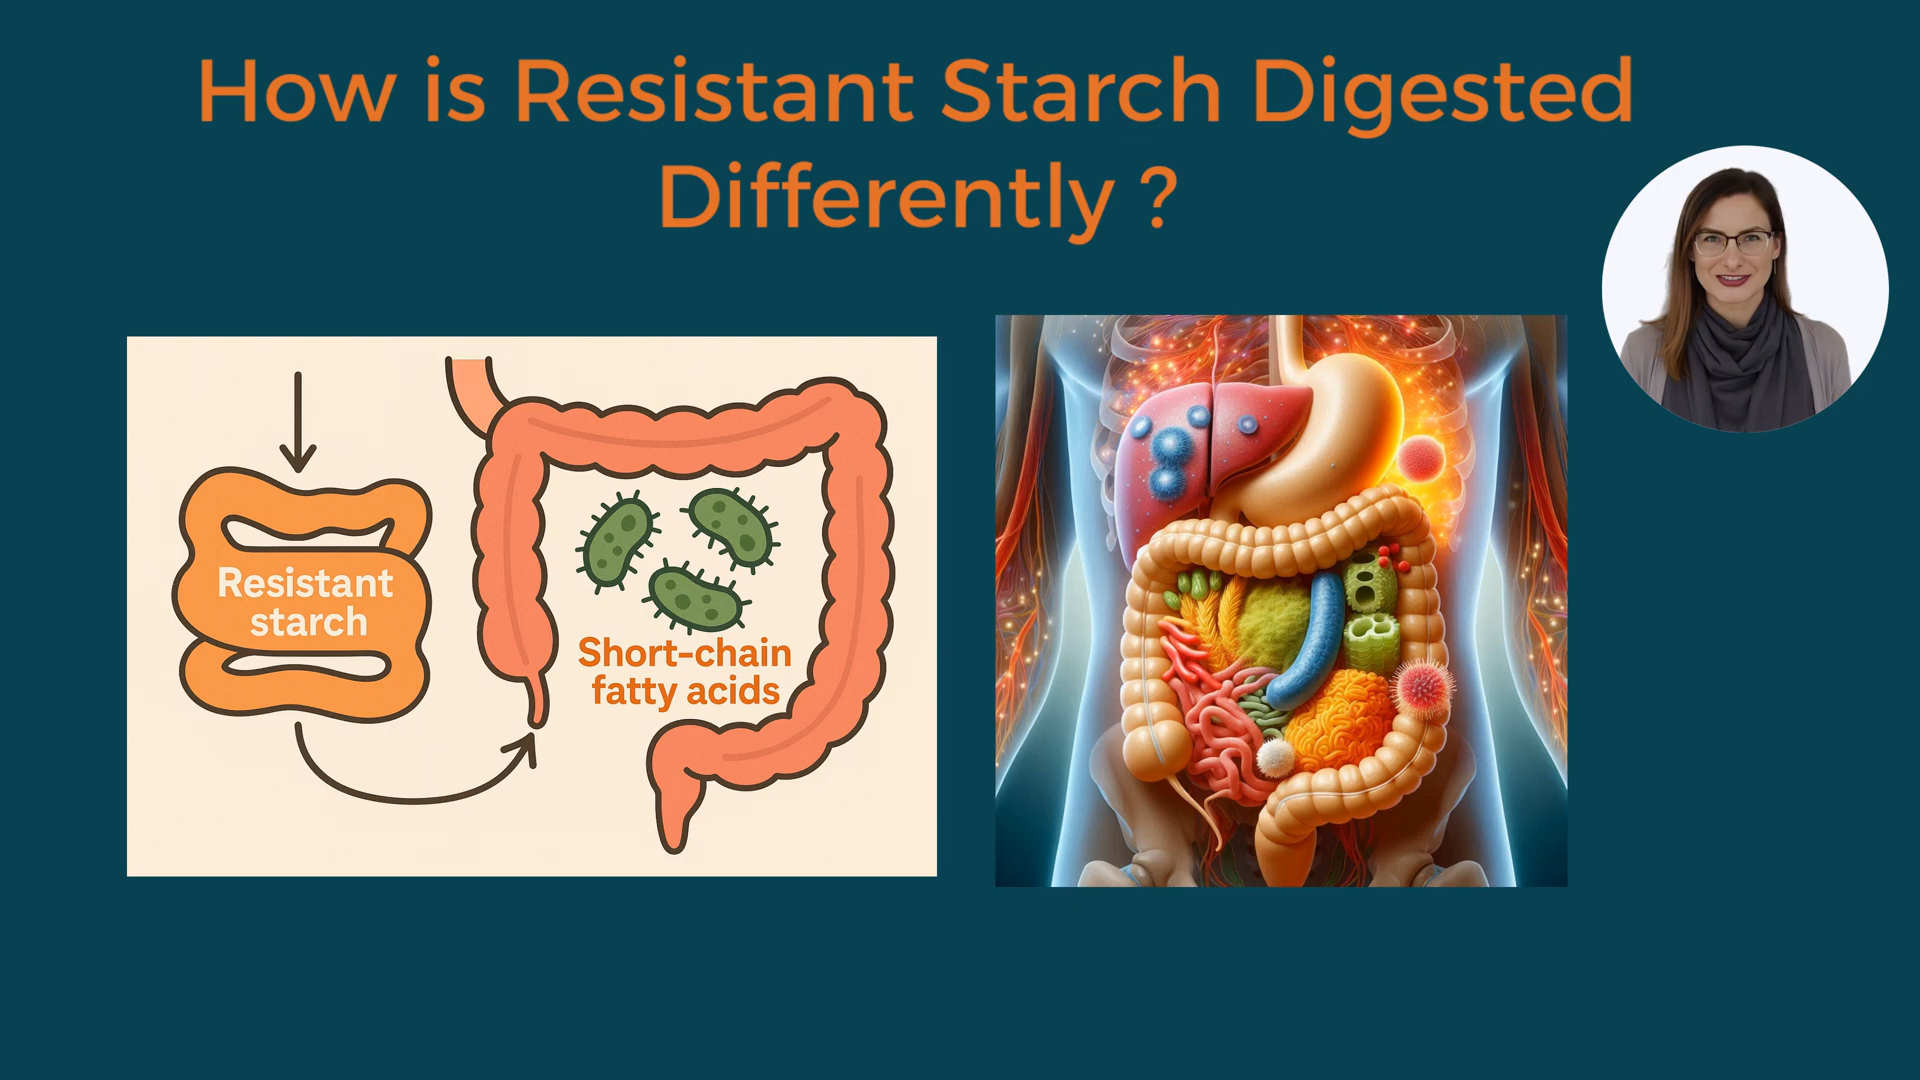 How is Resistant Starch Digested
Differently ?
Resistant
starch
Short-chain
fatty acids